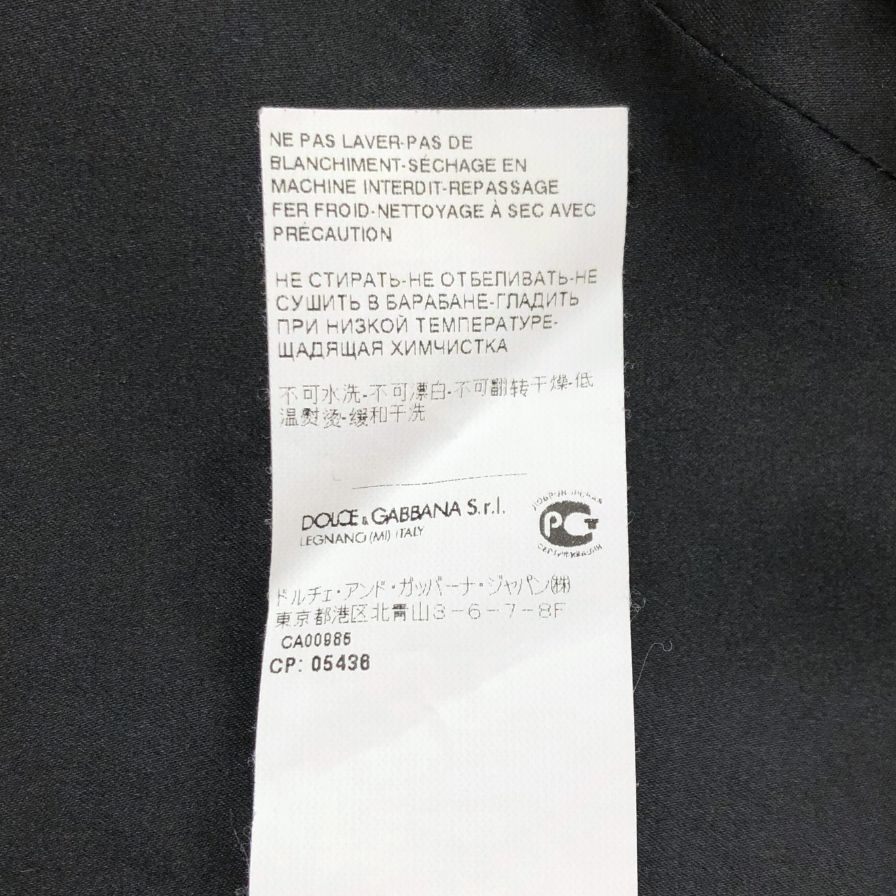 NE PAS LAVER-PAS DE
BLANCHIMENT-SÉCHAGE EN
MACHINE INTERDIT-REPASSAGE
FER FROID-NETTOYAGE À SEC AVEC
PRÉCAUTION
НЕ СТИРАТЬ-НЕ ОТБЕЛИВАТЬ-НЕ
СУШИТЬ В БАРАБАНЕ-ГЛАДИТЬ
ПРИ НИЗКОЙ ТЕМПЕРАТУРЕ-
ЩАДЯЩАЯ ХИМЧИСТКА
不可水洗-不可漂白-不可翻转干燥-低
温熨烫-缓和干洗
DOLCE & GABBANA S.r.l.
LEGNANO (MI) ITALY
ДОБРОВОЛЬНАЯ
РСТ
СЕРТИФИКАЦИЯ
ドルチェ・アンド・ガッバーナ・ジャパン(株)
東京都港区北青山3-6-7-8F
CA00985
CP: 05436